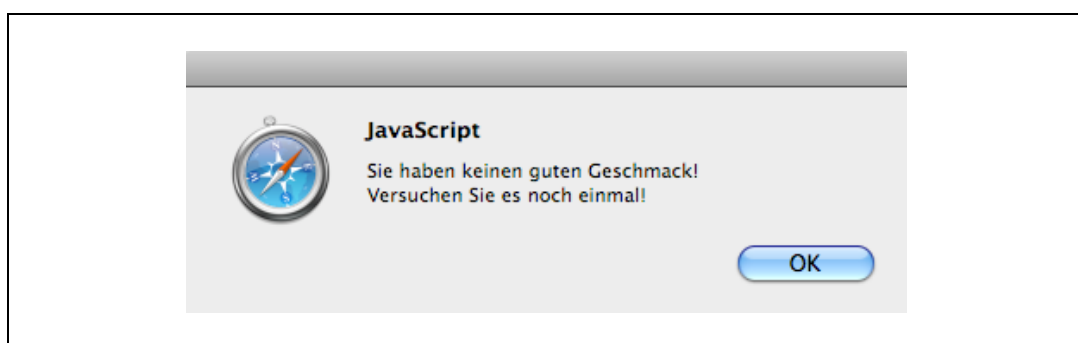 JavaScript
Sie haben keinen guten Geschmack!
Versuchen Sie es noch einmal!
OK